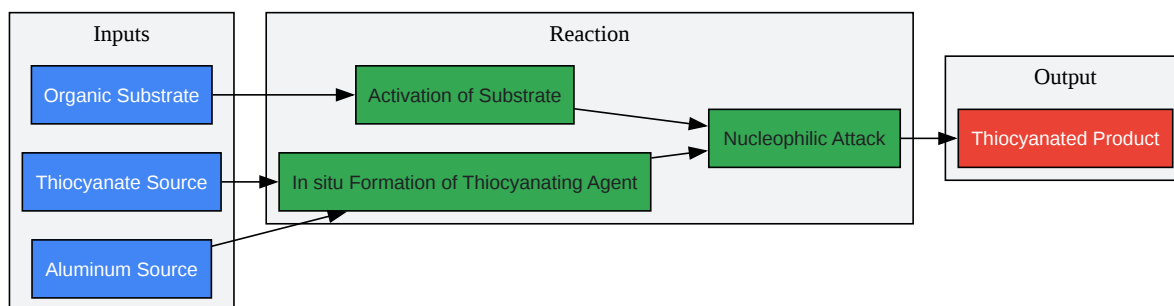 Inputs
Organic Substrate
Thiocyanate Source
Aluminum Source
Reaction
Activation of Substrate
In situ Formation of Thiocyanating Agent
Nucleophilic Attack
Output
Thiocyanated Product